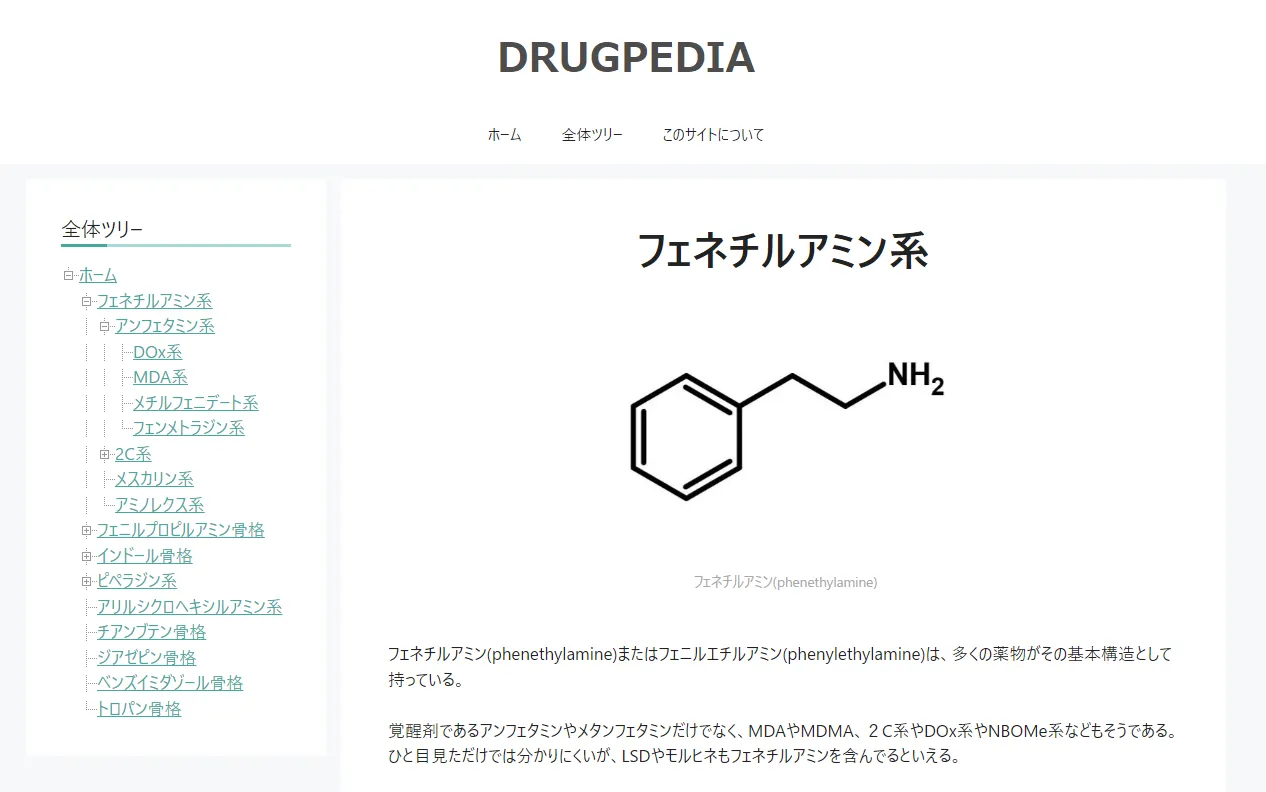 DRUGPEDIA
ホーム 全体ツリー このサイトについて
全体ツリー
ホーム
フェネチルアミン系
アンフェタミン系
DOx系
MDA系
メチルフェニデート系
フェンメトラジン系
2C系
メスカリン系
アミノレクス系
フェニルプロピルアミン骨格
インドール骨格
ピペラジン系
アリルシクロヘキシルアミン系
チアンブテン骨格
ジアゼピン骨格
ベンズイミダゾール骨格
トロパン骨格
フェネチルアミン系
NH2
フェネチルアミン(phenethylamine)
フェネチルアミン(phenethylamine)またはフェニルエチルアミン(phenylethylamine)は、多くの薬物がその基本構造として
持っている。
覚醒剤であるアンフェタミンやメタンフェタミンだけでなく、MDAやMDMA、２C系やDOx系やNBOMe系などもそうである。
ひと目見ただけでは分かりにくいが、LSDやモルヒネもフェネチルアミンを含んでるといえる。